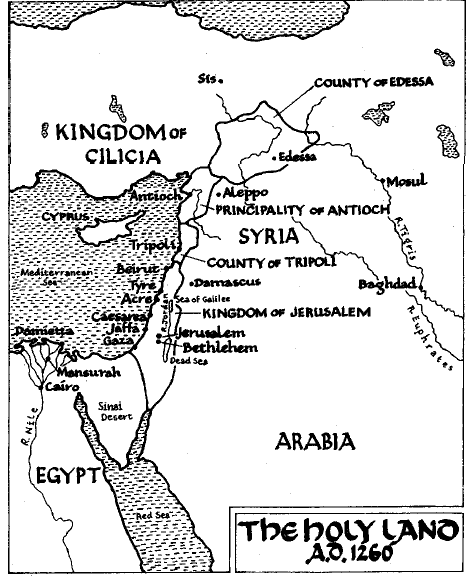 Sis
COUNTY OF EDESSA
KINGDOM OF
CILICIA
Edessa
Mosul
Antioch
Aleppo
PRINCIPALITY OF ANTIOCH
CYPRUS
R. Tigris
SYRIA
Tripoli
COUNTY OF TRIPOLI
Beirut
Mediterranean
Sea
Tyre
Damascus
Baghdad
Acre
Sea of Galilee
R. Jordan
KINGDOM OF JERUSALEM
R. Euphrates
Caesarea
Jaffa
Jerusalem
Damietta
Gaza
Bethlehem
Dead Sea
Mansurah
Cairo
Sinai
Desert
R. Nile
ARABIA
EGYPT
Red Sea
THE HOLY LAND
A.D. 1260